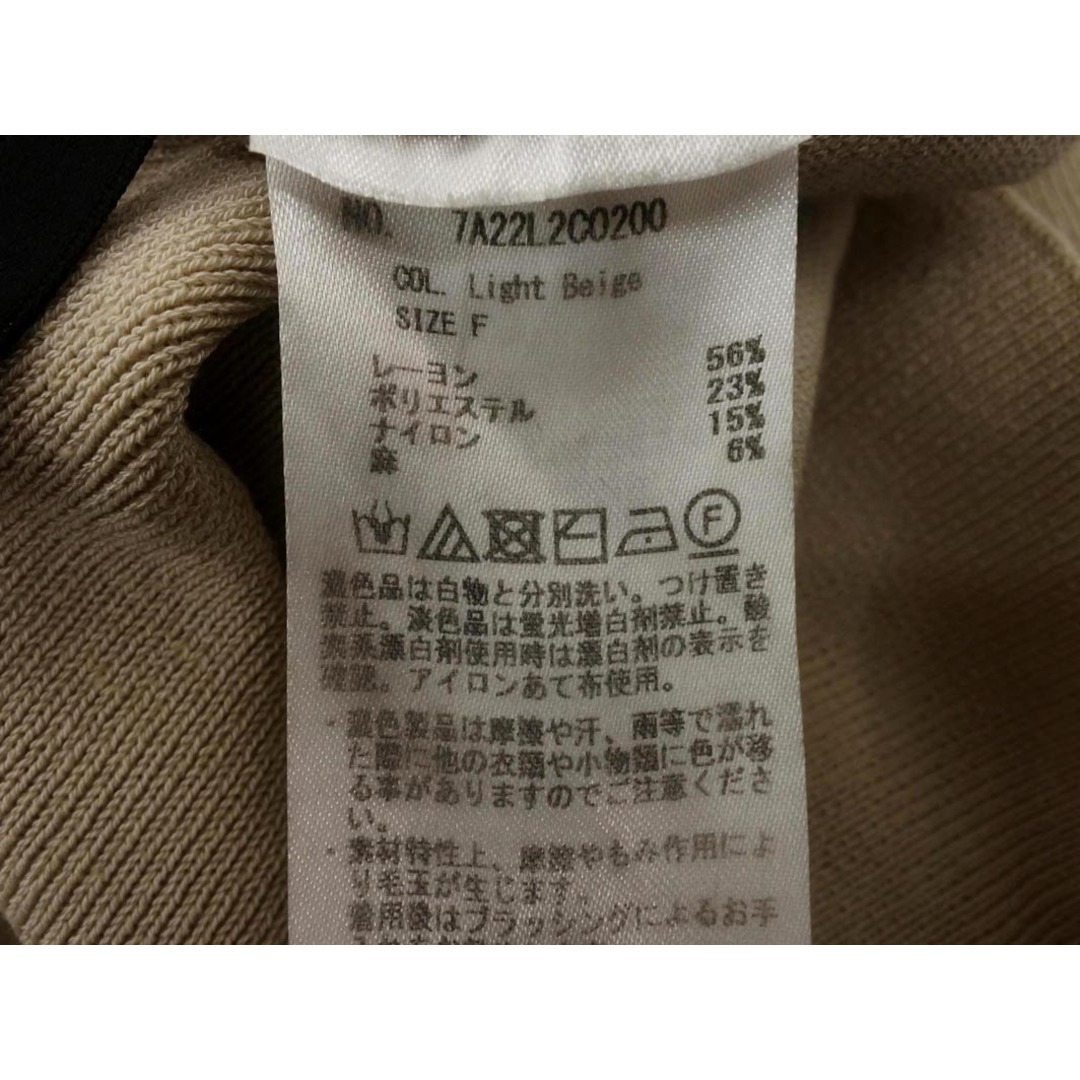 NO. 7A22L2C0200
COL. Light Beige
SIZE F
レーヨン 56%
ポリエステル 23%
ナイロン 15%
麻 6%
F
濃色品は白物と分別洗い。つけ置き
禁止。淡色品は蛍光増白剤禁止。酸
素系漂白剤使用時は漂白剤の表示を
確認。アイロンあて布使用。
・濃色製品は摩擦や汗、雨等で濡れ
た際に他の衣類や小物類に色が移
る事がありますのでご注意くださ
い。
・素材特性上、摩擦やもみ作用によ
り毛玉が生じます。
着用後はブラッシングによるお手